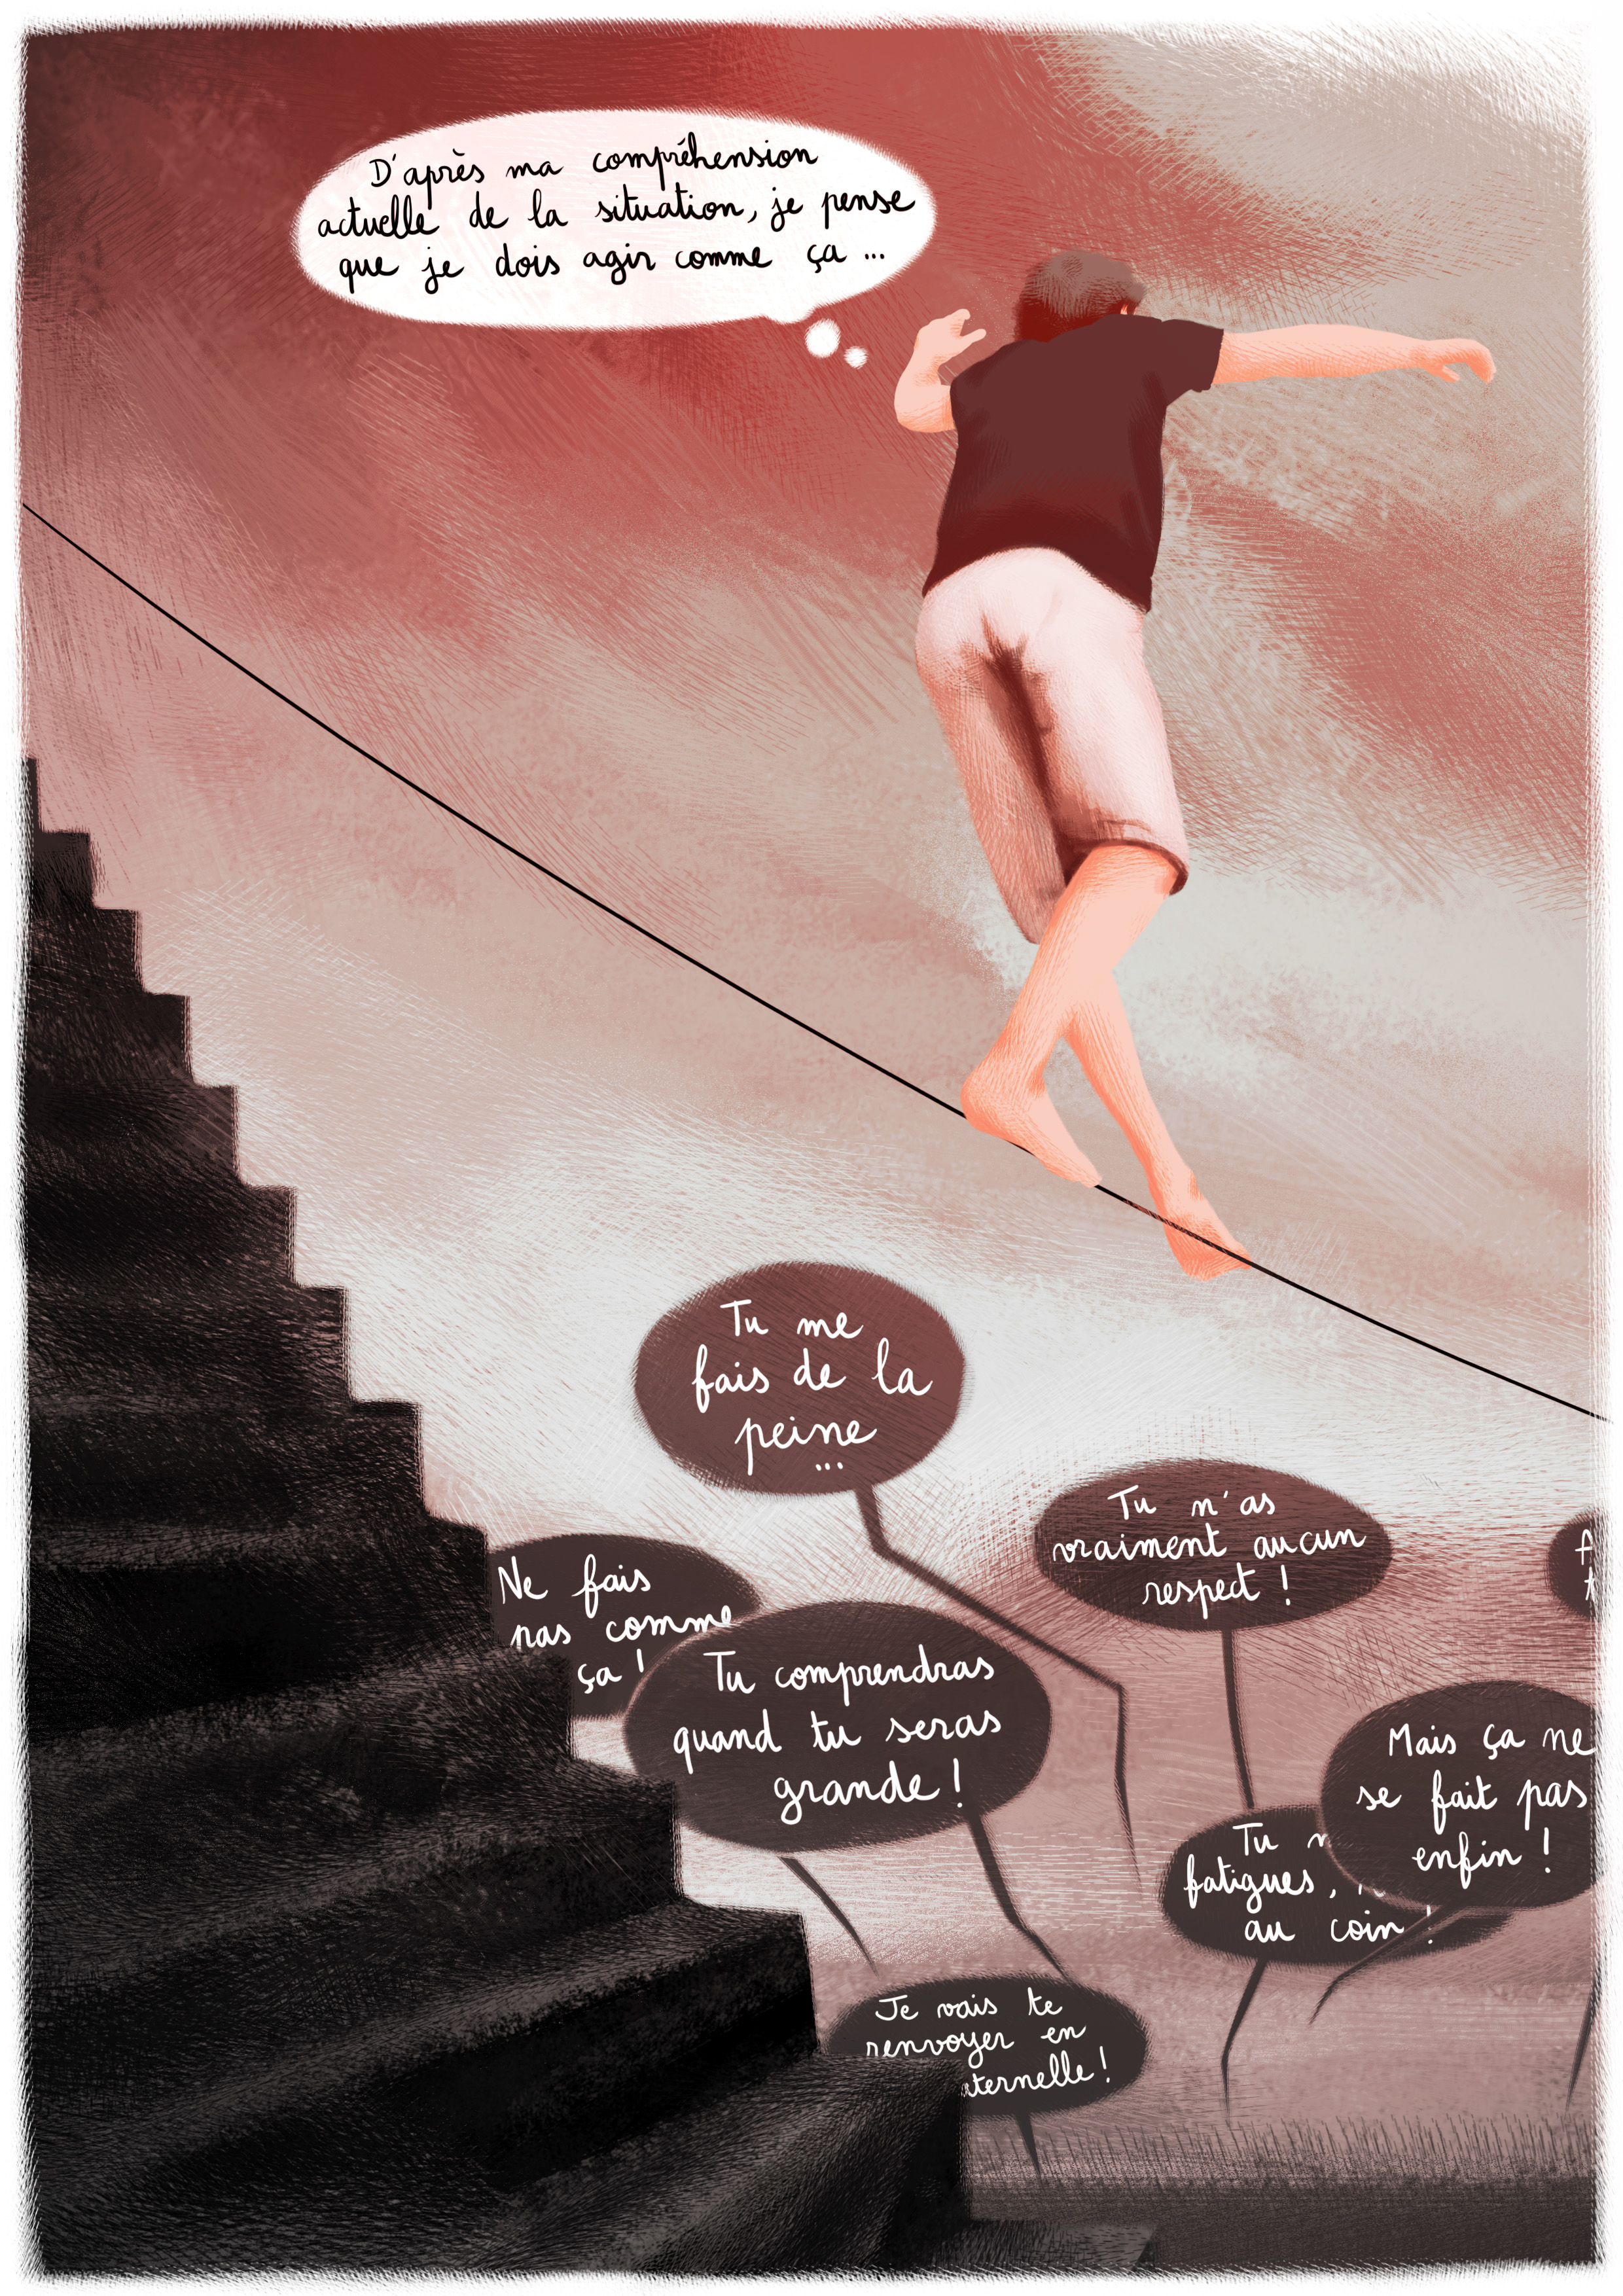 D'après ma compréhension
actuelle de la situation, je pense
que je dois agir comme ça ...
Tu me
fais de la
peine
...
Tu n'as
vraiment aucun
respect !
Ne fais
pas comme
ça !
Tu comprendras
quand tu seras
grande !
Mais ça ne
se fait pas
enfin !
Tu
fatigues,
au coin !
Je vais te
renvoyer en
aternelle !